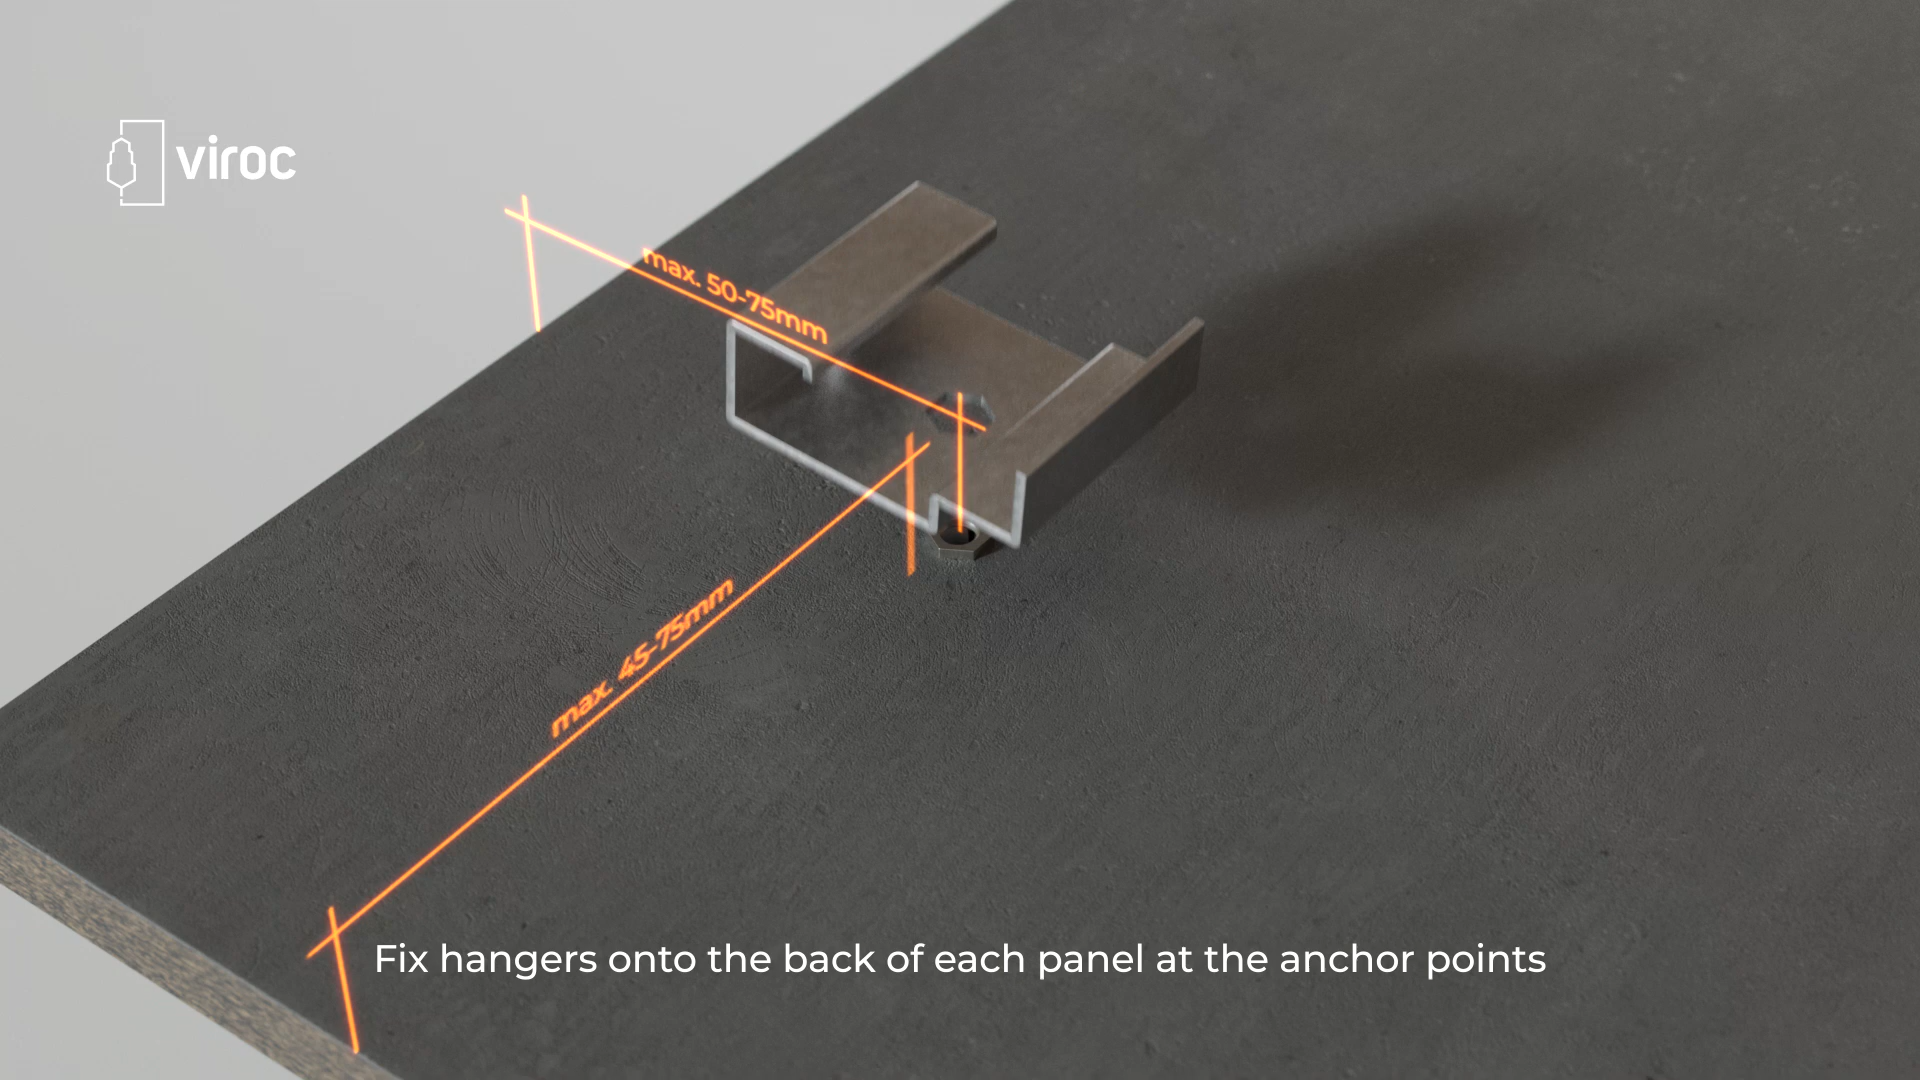 viroc
max. 50-75mm
max. 45-75mm
Fix hangers onto the back of each panel at the anchor points